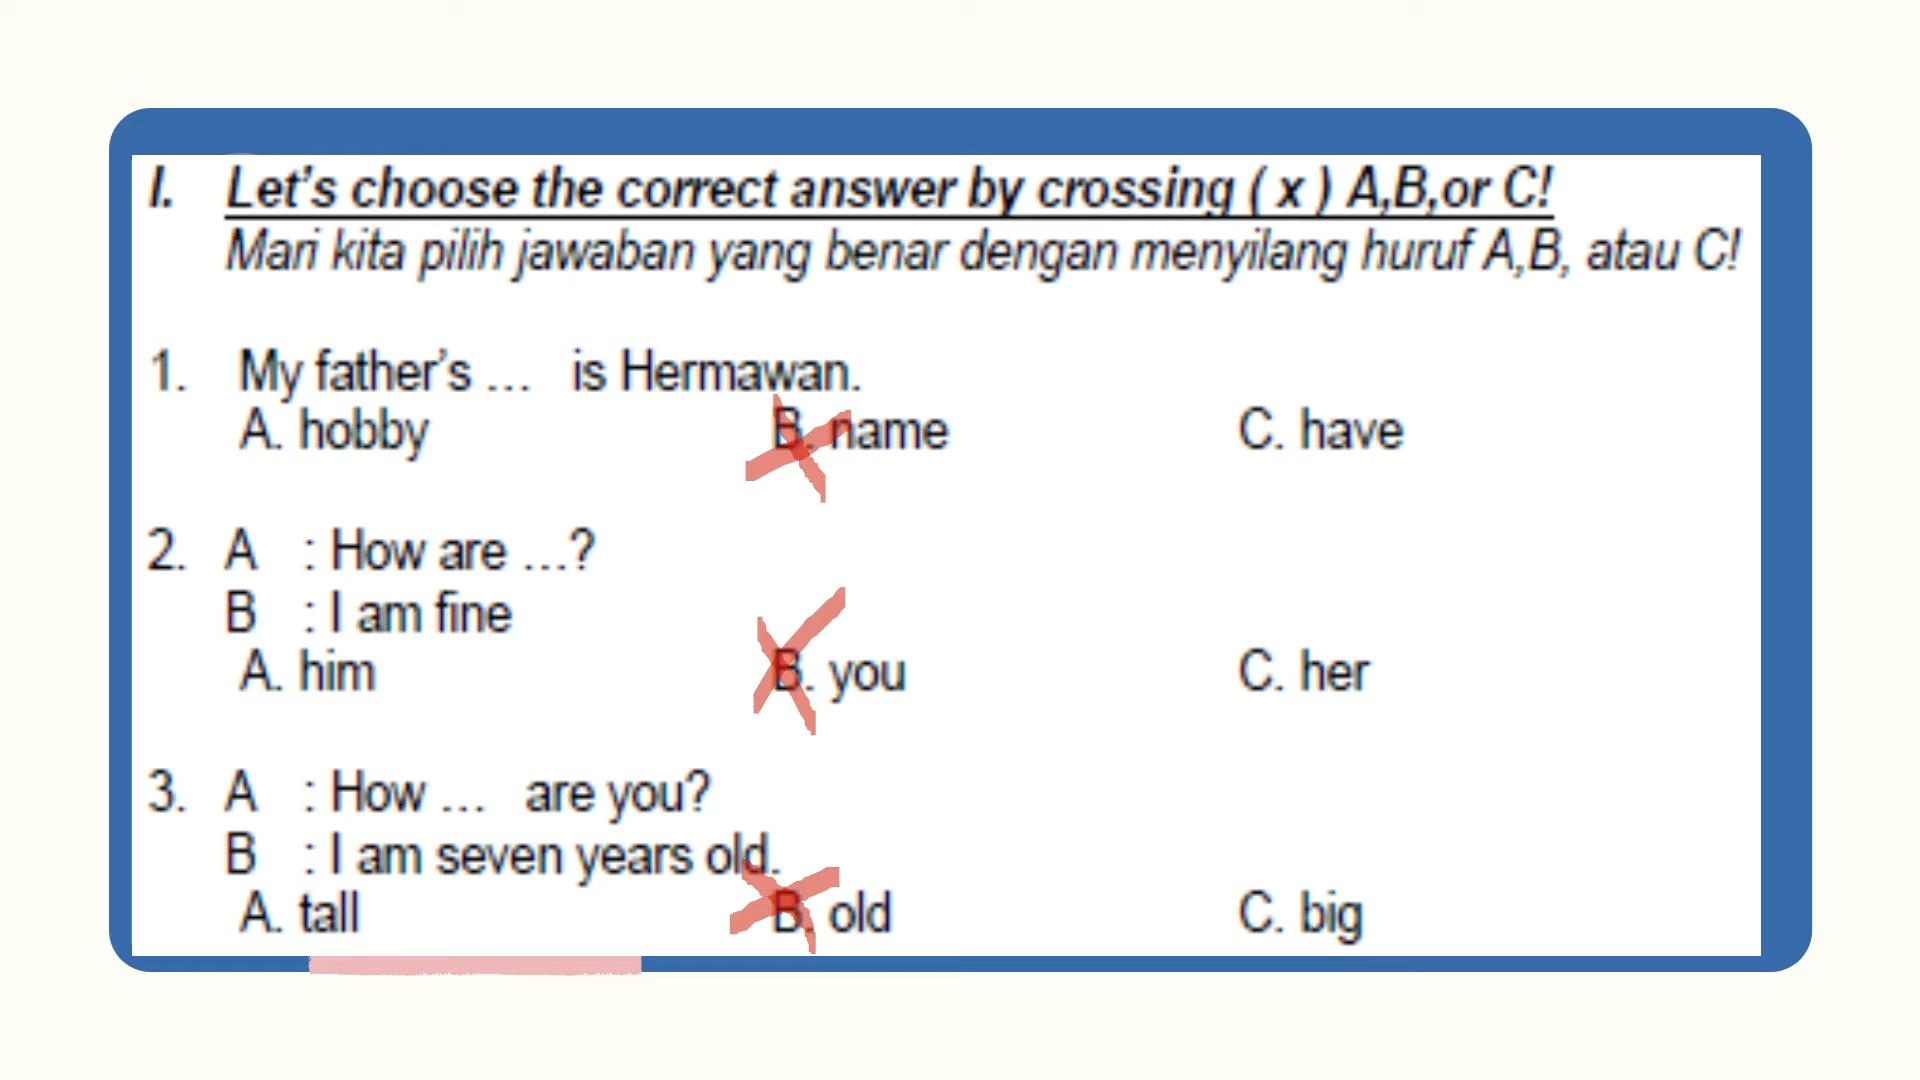 I. Let's choose the correct answer by crossing ( x ) A,B,or C!
Mari kita pilih jawaban yang benar dengan menyilang huruf A,B, atau C!
1. My father's ... is Hermawan.
A. hobby B. name C. have
2. A : How are ...?
B : I am fine
A. him B. you C. her
3. A : How ... are you?
B : I am seven years old.
A. tall B. old C. big